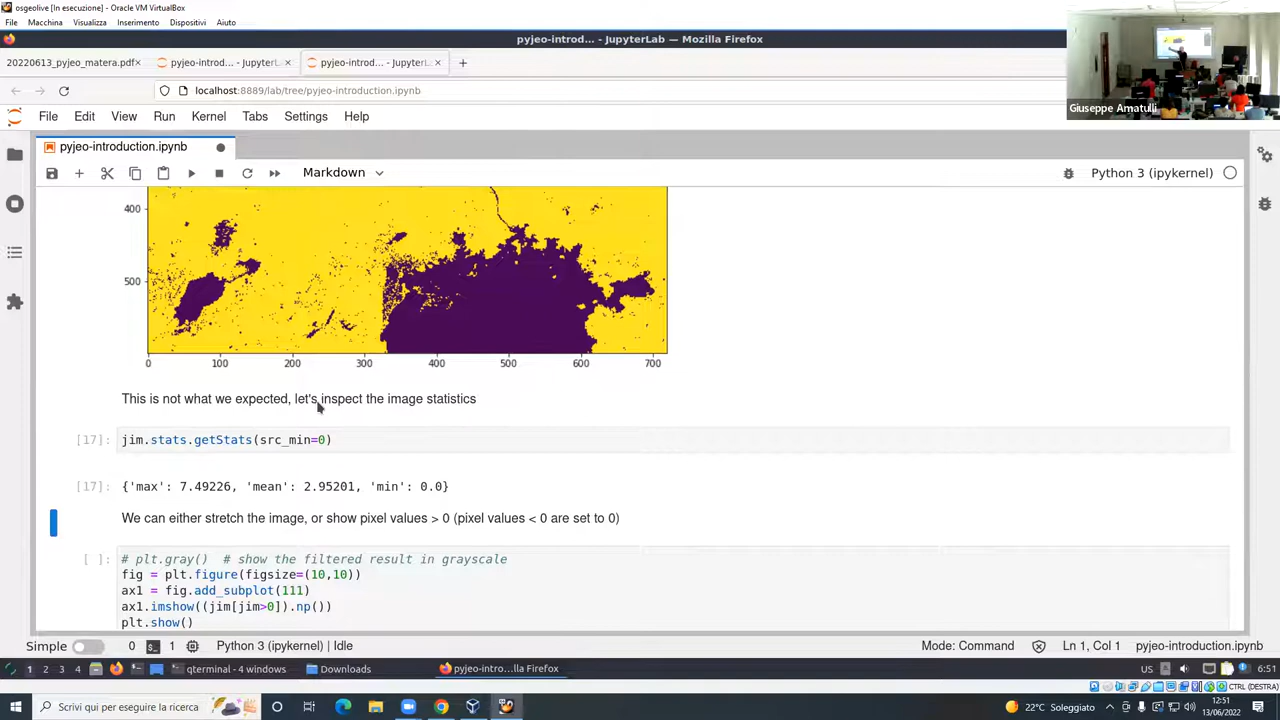 osgeolive [In esecuzione] - Oracle VM VirtualBox
File Macchina Visualizza Inserimento Dispositivi Aiuto
pyjeo-introd... - JupyterLab — Mozilla Firefox
20220613_pyjeo_matera.pdf × pyjeo-introd... - JupyterL × pyjeo-introd... - JupyterL × +
localhost:8889/lab/tree/pyjeo-introduction.ipynb
Giuseppe Amatulli
File Edit View Run Kernel Tabs Settings Help
pyjeo-introduction.ipynb
Markdown Python 3 (ipykernel)
400
500
0 100 200 300 400 500 600 700
This is not what we expected, let's inspect the image statistics
[17]: jim.stats.getStats(src_min=0)
[17]: {'max': 7.49226, 'mean': 2.95201, 'min': 0.0}
We can either stretch the image, or show pixel values > 0 (pixel values < 0 are set to 0)
[ ]: # plt.gray()  # show the filtered result in grayscale
fig = plt.figure(figsize=(10,10))
ax1 = fig.add_subplot(111)
ax1.imshow((jim[jim>0]).np())
plt.show()
Simple 0 1 Python 3 (ipykernel) | Idle Mode: Command Ln 1, Col 1 pyjeo-introduction.ipynb
1 2 3 4 qterminal - 4 windows Downloads pyjeo-intro...lla Firefox US 6:51
CTRL (DESTRA)
Scrivi qui per eseguire la ricerca 22°C Soleggiato 12:51
13/06/2022